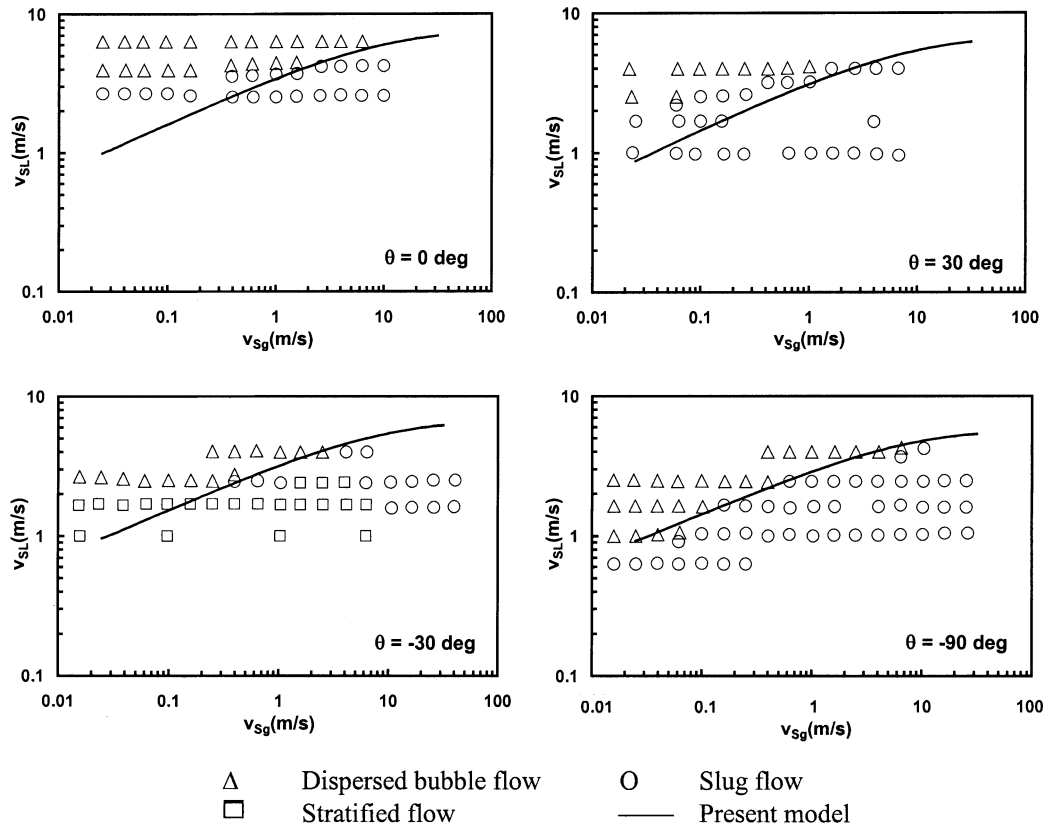 10
1
0.1
v_SL(m/s)
θ = 0 deg
0.01 0.1 1 10 100
v_Sg(m/s)
10
1
0.1
v_SL(m/s)
θ = 30 deg
0.01 0.1 1 10 100
v_Sg(m/s)
10
1
0.1
v_SL(m/s)
θ = -30 deg
0.01 0.1 1 10 100
v_Sg(m/s)
10
1
0.1
v_SL(m/s)
θ = -90 deg
0.01 0.1 1 10 100
v_Sg(m/s)
Dispersed bubble flow
Slug flow
Stratified flow
Present model